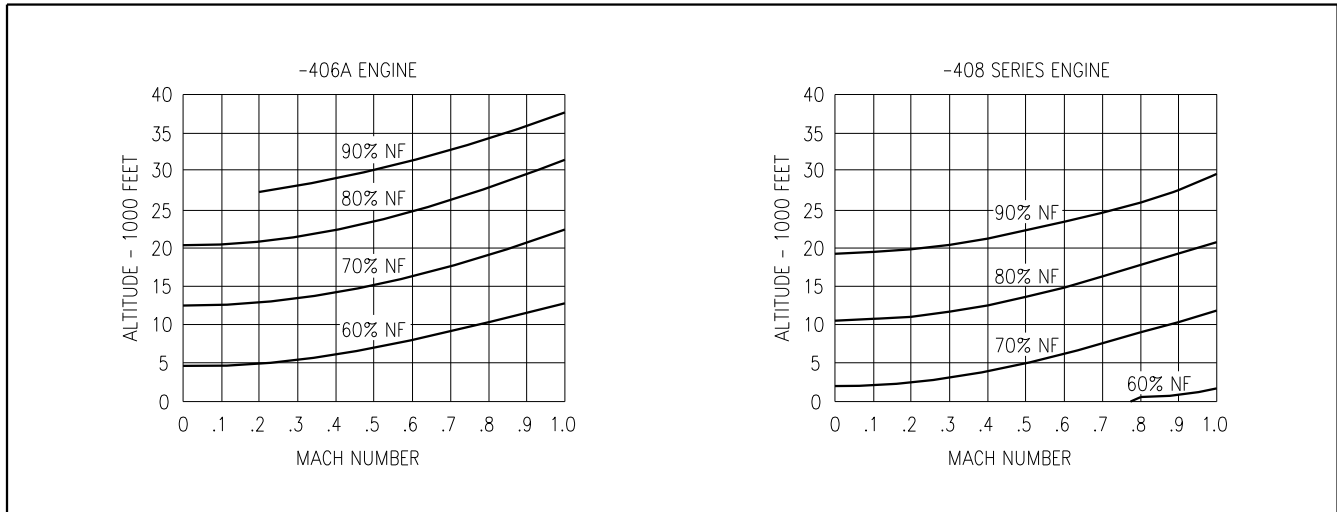 -406A ENGINE
ALTITUDE - 1000 FEET
40
35
30
25
20
15
10
5
0
90% NF
80% NF
70% NF
60% NF
0 .1 .2 .3 .4 .5 .6 .7 .8 .9 1.0
MACH NUMBER
-408 SERIES ENGINE
ALTITUDE - 1000 FEET
40
35
30
25
20
15
10
5
0
90% NF
80% NF
70% NF
60% NF
0 .1 .2 .3 .4 .5 .6 .7 .8 .9 1.0
MACH NUMBER